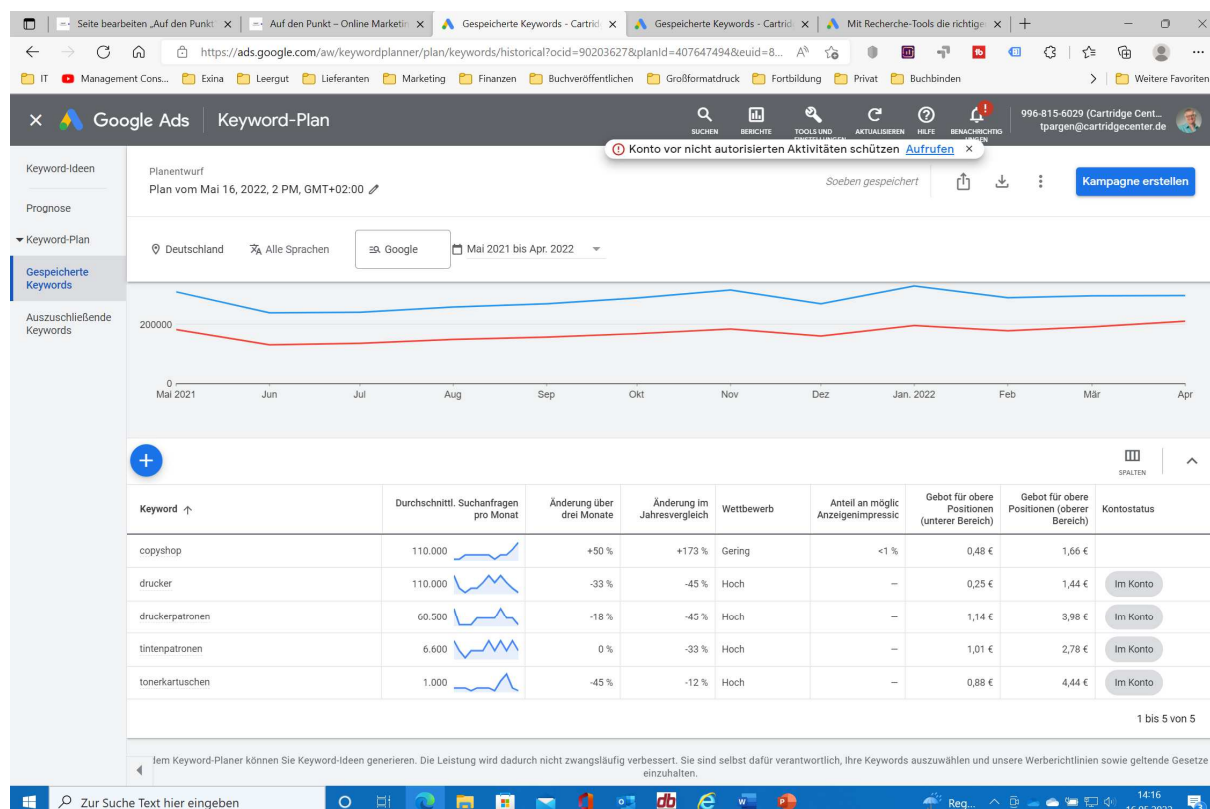 Seite bearbeiten „Auf den Punkt
Auf den Punkt – Online Marketin
Gespeicherte Keywords - Cartrid
Gespeicherte Keywords - Cartrid
Mit Recherche-Tools die richtige
https://ads.google.com/aw/keywordplanner/plan/keywords/historical?ocid=90203627&planId=407647494&euid=8...
IT
Management Cons...
Exina
Leergut
Lieferanten
Marketing
Finanzen
Buchveröffentlichen
Großformatdruck
Fortbildung
Privat
Buchbinden
Weitere Favoriten
Google Ads
Keyword-Plan
SUCHEN
BERICHTE
TOOLS UND
AKTUALISIEREN
HILFE
BENACHRICHTIG
996-815-6029 (Cartridge Cent...
tpargen@cartridgecenter.de
Konto vor nicht autorisierten Aktivitäten schützen Aufrufen
Keyword-Ideen
Prognose
Keyword-Plan
Gespeicherte
Keywords
Auszuschließende
Keywords
Planentwurf
Plan vom Mai 16, 2022, 2 PM, GMT+02:00
Soeben gespeichert
Kampagne erstellen
Deutschland
Alle Sprachen
Google
Mai 2021 bis Apr. 2022
200000
0
Mai 2021 Jun Jul Aug Sep Okt Nov Dez Jan. 2022 Feb Mär Apr
SPALTEN
Keyword
Durchschnittl. Suchanfragen
pro Monat
Änderung über
drei Monate
Änderung im
Jahresvergleich
Wettbewerb
Anteil an möglic
Anzeigenimpressic
Gebot für obere
Positionen
(unterer Bereich)
Gebot für obere
Positionen (oberer
Bereich)
Kontostatus
copyshop 110.000 +50 % +173 % Gering <1 % 0,48 € 1,66 €
drucker 110.000 -33 % -45 % Hoch – 0,25 € 1,44 € Im Konto
druckerpatronen 60.500 -18 % -45 % Hoch – 1,14 € 3,98 € Im Konto
tintenpatronen 6.600 0 % -33 % Hoch – 1,01 € 2,78 € Im Konto
tonerkartuschen 1.000 -45 % -12 % Hoch – 0,88 € 4,44 € Im Konto
1 bis 5 von 5
dem Keyword-Planer können Sie Keyword-Ideen generieren. Die Leistung wird dadurch nicht zwangsläufig verbessert. Sie sind selbst dafür verantwortlich, Ihre Keywords auszuwählen und unsere Werberichtlinien sowie geltende Gesetze
einzuhalten.
Zur Suche Text hier eingeben
Reg...
14:16
16.05.2022